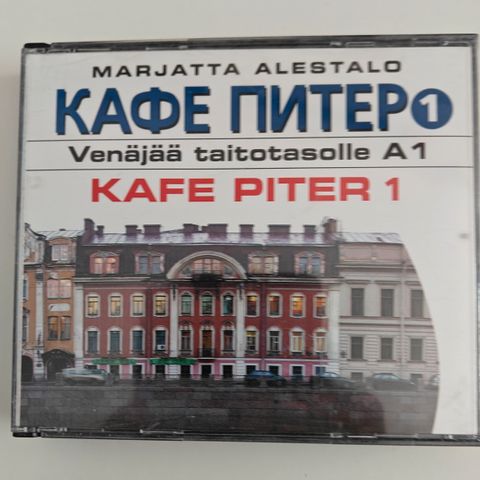 MARJATTA ALESTALO
КАФЕ ПИТЕР 1
Venäjää taitotasolle A1
KAFE PITER 1